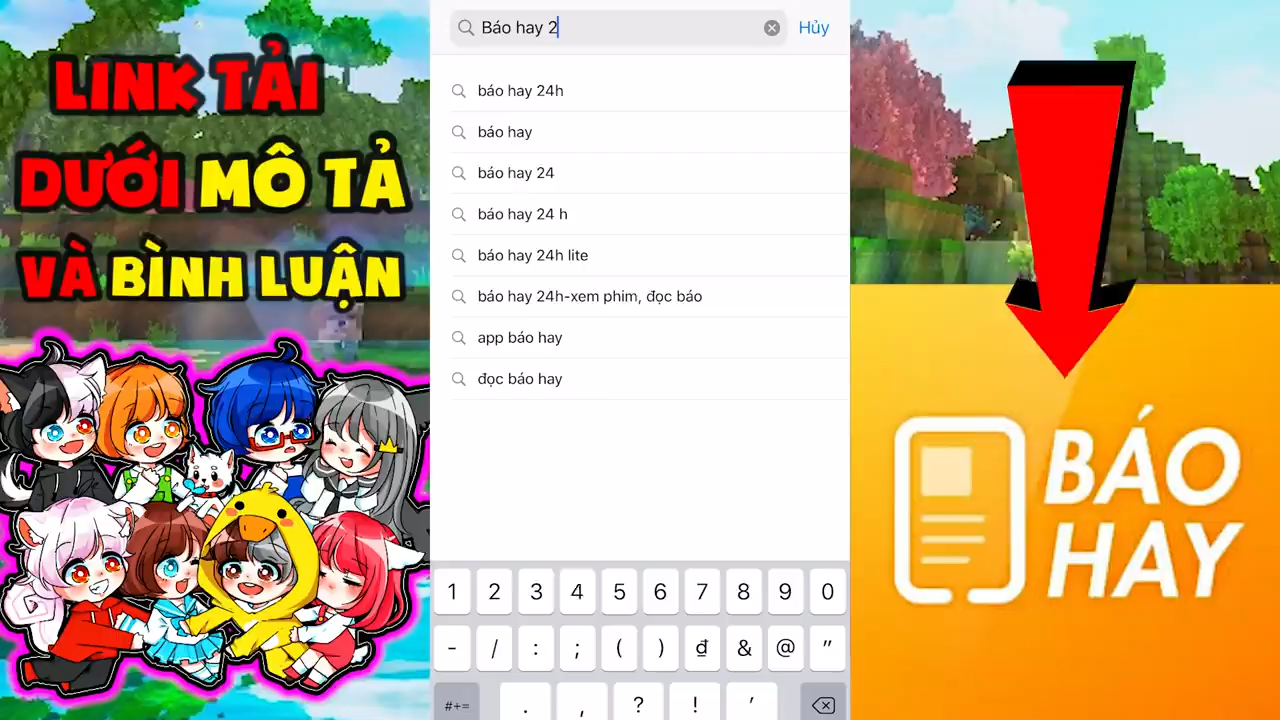 LINK TẢI
DƯỚI MÔ TẢ
VÀ BÌNH LUẬN
Báo hay 2
Hủy
báo hay 24h
báo hay
báo hay 24
báo hay 24 h
báo hay 24h lite
báo hay 24h-xem phim, đọc báo
app báo hay
đọc báo hay
1 2 3 4 5 6 7 8 9 0
- / : ; ( ) ₫ & @ "
#+= . , ? ! ’
BÁO
HAY